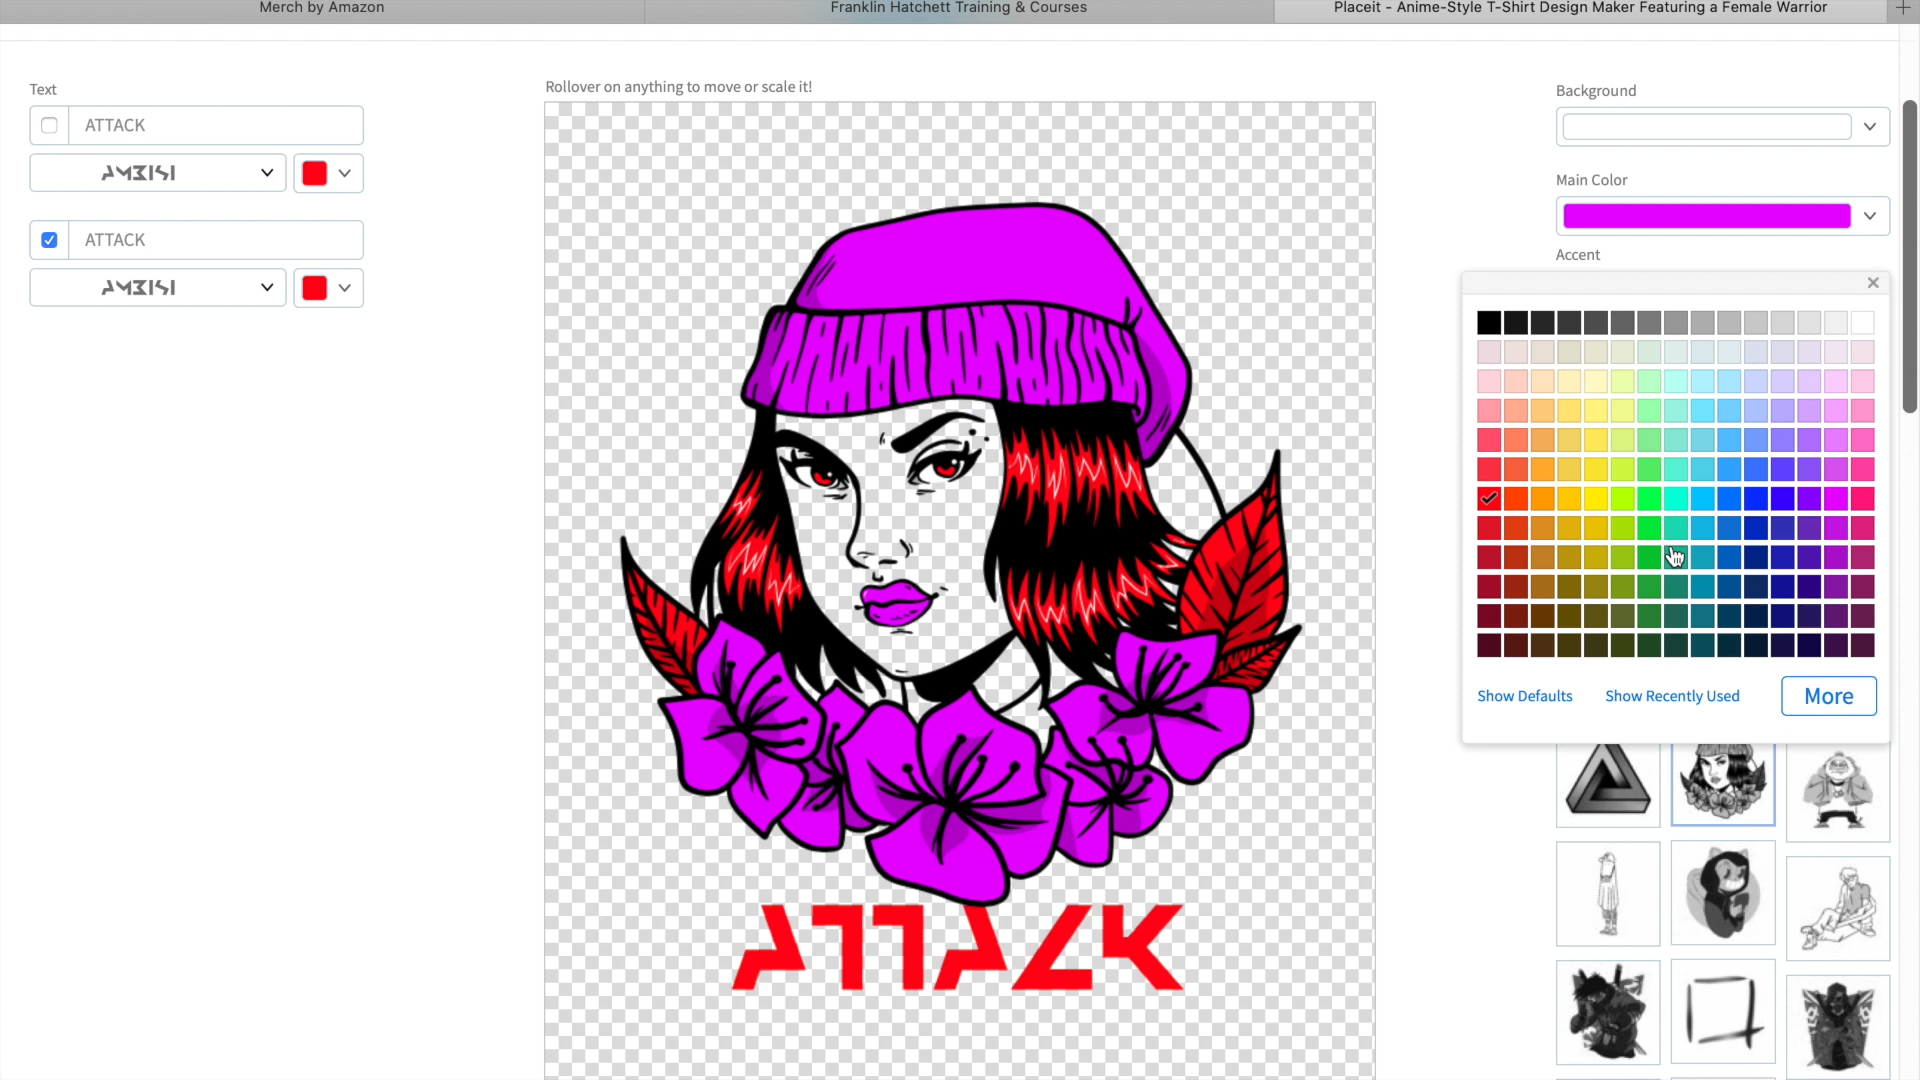 Merch by Amazon
Franklin Hatchett Training & Courses
Placeit - Anime-Style T-Shirt Design Maker Featuring a Female Warrior
Text
ATTACK
AMBISI
ATTACK
AMBISI
Rollover on anything to move or scale it!
ATTACK
Background
Main Color
Accent
Show Defaults
Show Recently Used
More